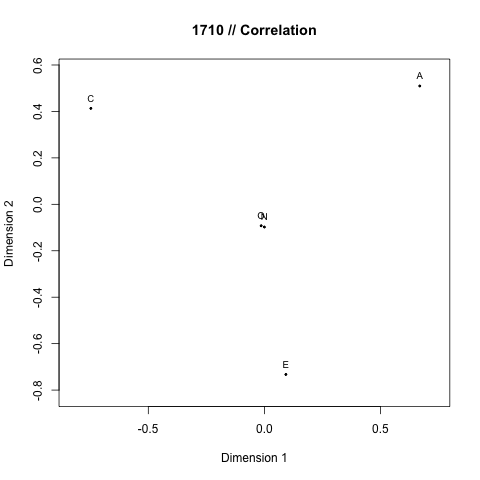 1710 // Correlation
0.6
0.4
0.2
0.0
-0.2
-0.4
-0.6
-0.8
Dimension 2
A
C
O N
E
-0.5 0.0 0.5
Dimension 1